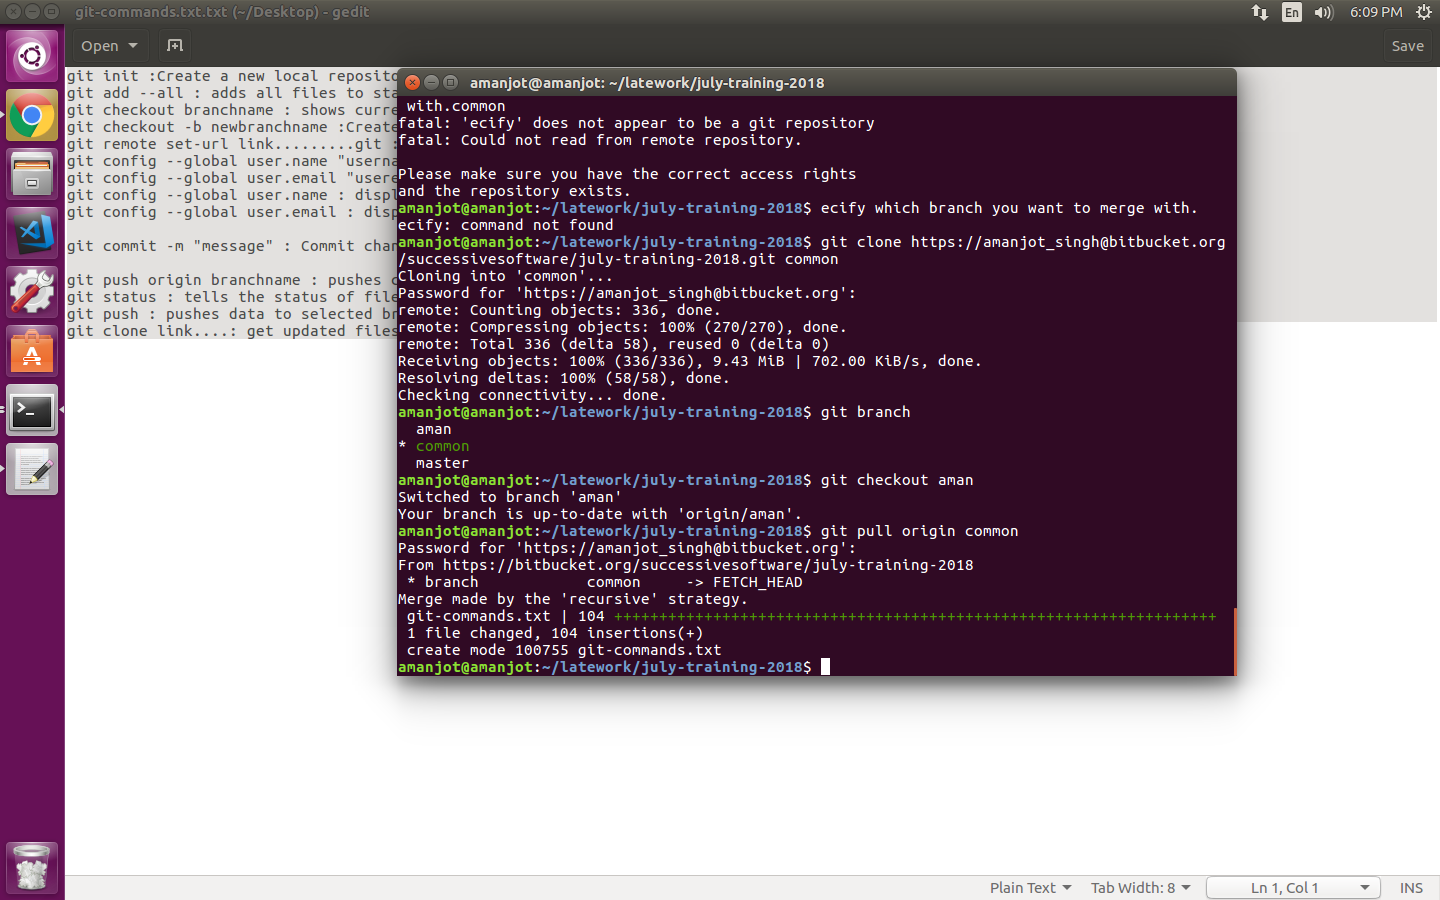 git-commands.txt.txt (~/Desktop) - gedit
En
6:09 PM
Open
Save
git init :Create a new local reposito
git add --all : adds all files to sta
git checkout branchname : shows curre
git checkout -b newbranchname :Create
git remote set-url link.........git :
git config --global user.name "userna
git config --global user.email "usere
git config --global user.name : displ
git config --global user.email : disp
git commit -m "message" : Commit chan
git push origin branchname : pushes c
git status : tells the status of file
git push : pushes data to selected br
git clone link....: get updated files
amanjot@amanjot: ~/latework/july-training-2018
with.common
fatal: 'ecify' does not appear to be a git repository
fatal: Could not read from remote repository.
Please make sure you have the correct access rights
and the repository exists.
amanjot@amanjot:~/latework/july-training-2018$ ecify which branch you want to merge with.
ecify: command not found
amanjot@amanjot:~/latework/july-training-2018$ git clone https://amanjot_singh@bitbucket.org
/successivesoftware/july-training-2018.git common
Cloning into 'common'...
Password for 'https://amanjot_singh@bitbucket.org':
remote: Counting objects: 336, done.
remote: Compressing objects: 100% (270/270), done.
remote: Total 336 (delta 58), reused 0 (delta 0)
Receiving objects: 100% (336/336), 9.43 MiB | 702.00 KiB/s, done.
Resolving deltas: 100% (58/58), done.
Checking connectivity... done.
amanjot@amanjot:~/latework/july-training-2018$ git branch
aman
* common
master
amanjot@amanjot:~/latework/july-training-2018$ git checkout aman
Switched to branch 'aman'
Your branch is up-to-date with 'origin/aman'.
amanjot@amanjot:~/latework/july-training-2018$ git pull origin common
Password for 'https://amanjot_singh@bitbucket.org':
From https://bitbucket.org/successivesoftware/july-training-2018
* branch            common     -> FETCH_HEAD
Merge made by the 'recursive' strategy.
git-commands.txt | 104 +++++++++++++++++++++++++++++++++++++++++++++++++++++++++++++++++++
1 file changed, 104 insertions(+)
create mode 100755 git-commands.txt
amanjot@amanjot:~/latework/july-training-2018$
Plain Text
Tab Width: 8
Ln 1, Col 1
INS